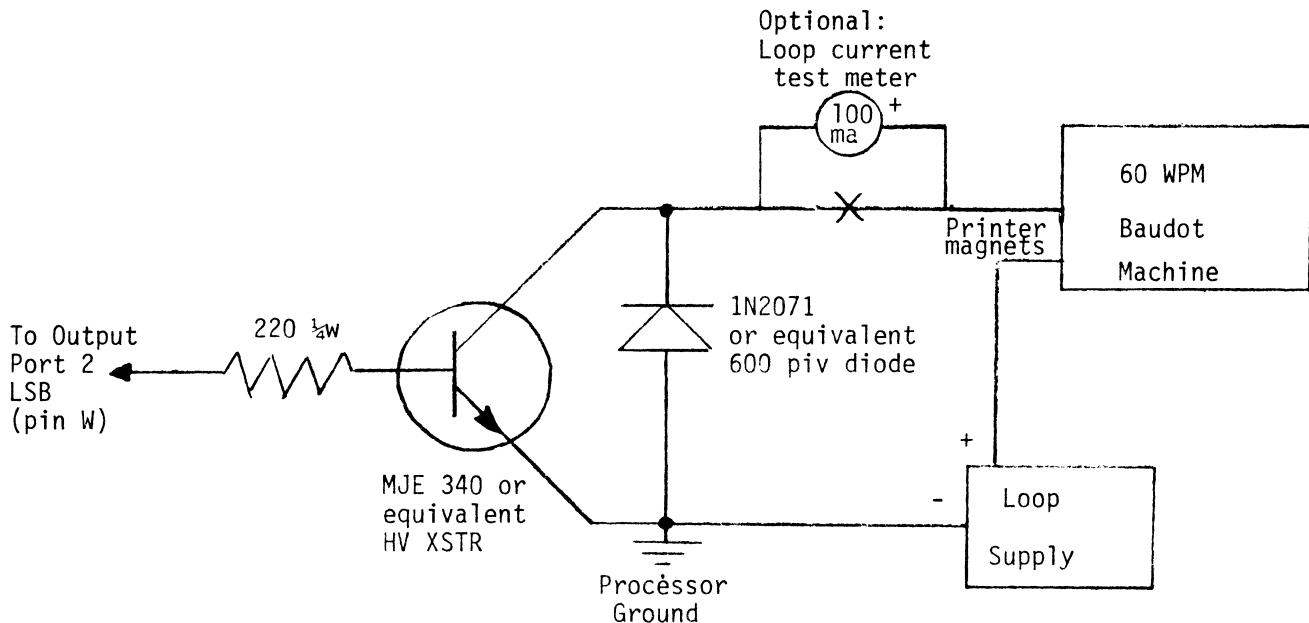 Optional:
Loop current
test meter
100
ma
+
60 WPM
Baudot
Machine
Printer
magnets
1N2071
or equivalent
600 piv diode
220 ¼w
To Output
Port 2
LSB
(pin W)
MJE 340 or
equivalent
HV XSTR
+
-
Loop
Supply
Processor
Ground